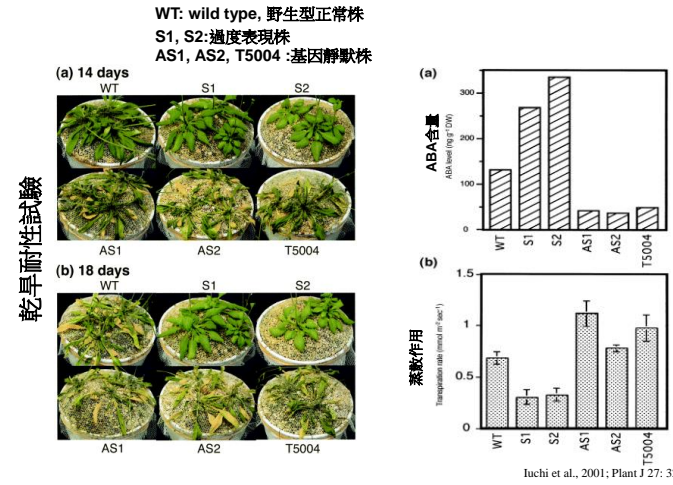 WT: wild type, 野生型正常株
S1, S2:過度表現株
AS1, AS2, T5004 :基因靜默株
乾旱耐性試驗
(a) 14 days
WT S1 S2
AS1 AS2 T5004
(b) 18 days
WT S1 S2
AS1 AS2 T5004
(a)
ABA含量
ABA level (ng g-1 DW)
300
200
100
0
WT S1 S2 AS1 AS2 T5004
(b)
蒸散作用
Transpiration rate (mmol m-2 sec-1)
1.5
1
0.5
0
WT S1 S2 AS1 AS2 T5004
Iuchi et al., 2001; Plant J 27: 3